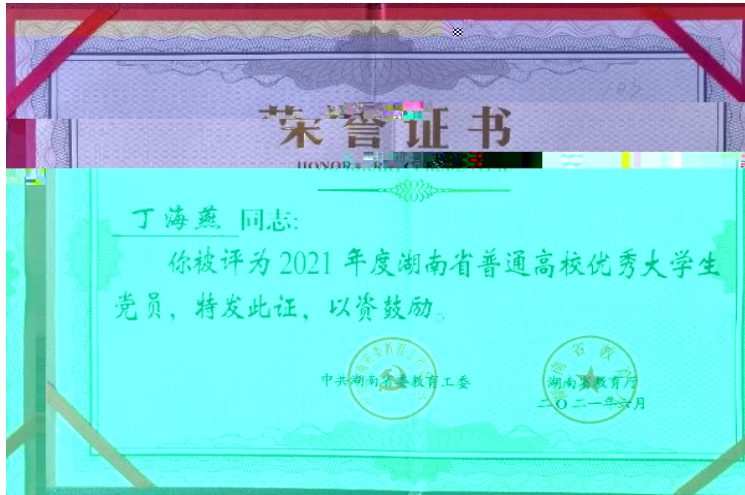 荣誉证书
丁海燕 同志:
你被评为2021年度湖南省普通高校优秀大学生
党员，特发此证，以资鼓励。
中共湖南省委教育工委
湖南省教育厅
二〇二一年六月